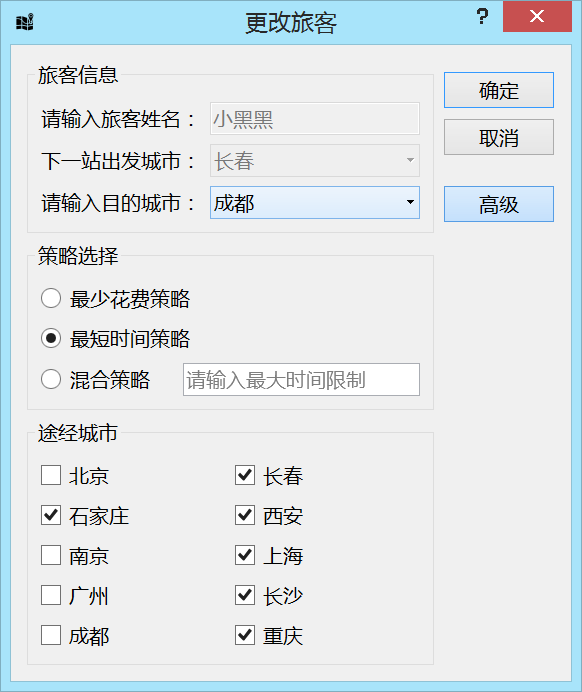 更改旅客
?
旅客信息
请输入旅客姓名：
小黑黑
下一站出发城市：
长春
请输入目的城市：
成都
确定
取消
高级
策略选择
最少花费策略
最短时间策略
混合策略
请输入最大时间限制
途经城市
北京
长春
石家庄
西安
南京
上海
广州
长沙
成都
重庆